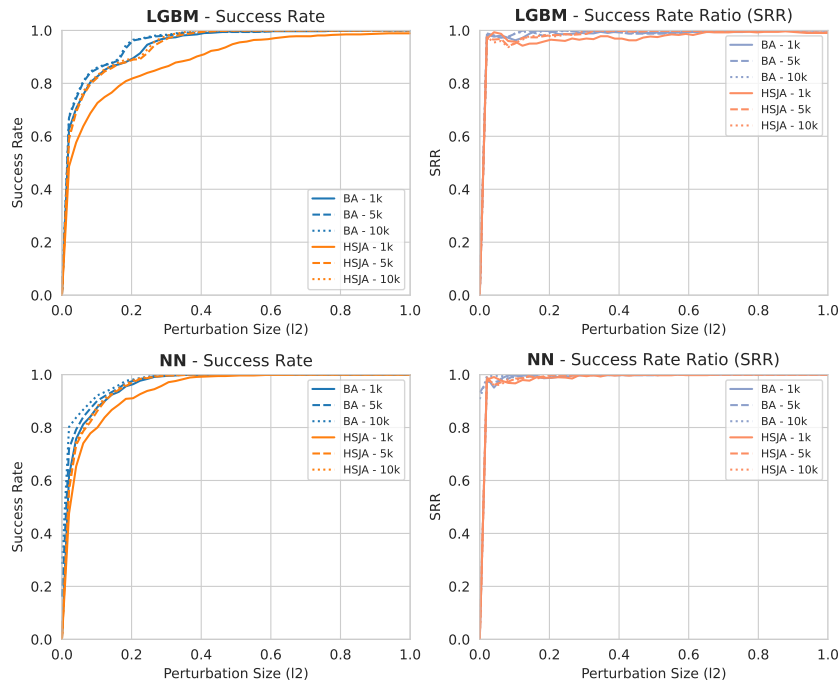 LGBM - Success Rate
1.0
0.8
0.6
0.4
0.2
0.0
Success Rate
BA - 1k
BA - 5k
BA - 10k
HSJA - 1k
HSJA - 5k
HSJA - 10k
0.0 0.2 0.4 0.6 0.8 1.0
Perturbation Size (l2)
LGBM - Success Rate Ratio (SRR)
1.0
0.8
0.6
0.4
0.2
0.0
SRR
BA - 1k
BA - 5k
BA - 10k
HSJA - 1k
HSJA - 5k
HSJA - 10k
0.0 0.2 0.4 0.6 0.8 1.0
Perturbation Size (l2)
NN - Success Rate
1.0
0.8
0.6
0.4
0.2
0.0
Success Rate
BA - 1k
BA - 5k
BA - 10k
HSJA - 1k
HSJA - 5k
HSJA - 10k
0.0 0.2 0.4 0.6 0.8 1.0
Perturbation Size (l2)
NN - Success Rate Ratio (SRR)
1.0
0.8
0.6
0.4
0.2
0.0
SRR
BA - 1k
BA - 5k
BA - 10k
HSJA - 1k
HSJA - 5k
HSJA - 10k
0.0 0.2 0.4 0.6 0.8 1.0
Perturbation Size (l2)